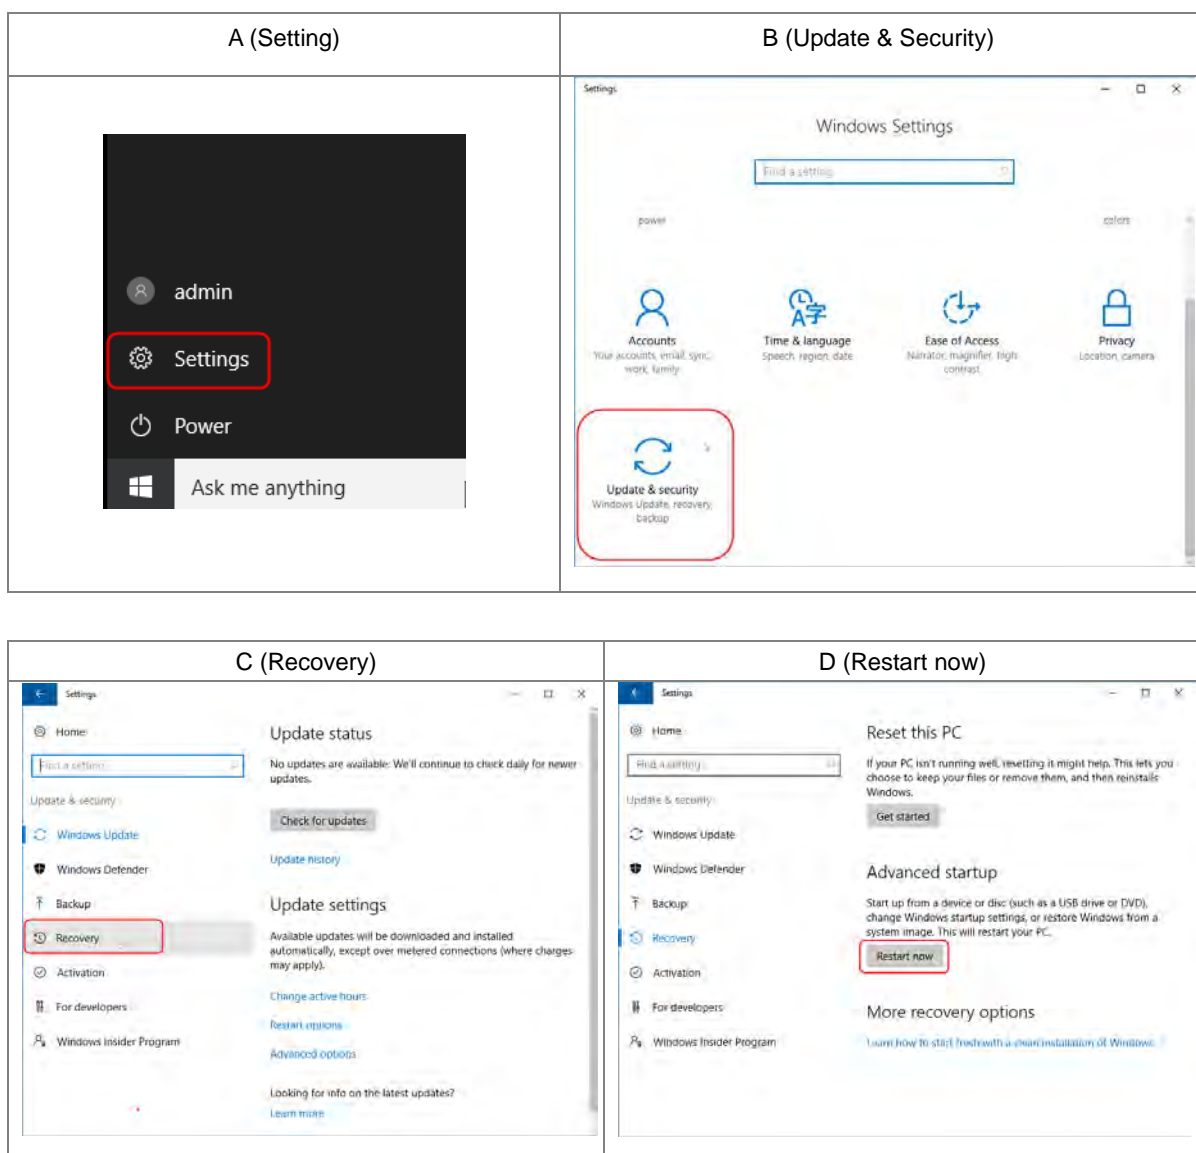 A (Setting)
B (Update & Security)
admin
Settings
Power
Ask me anything
Settings
Windows Settings
Find a setting
power
colors
Accounts
Your accounts, email, sync,
work, family
Time & language
Speech, region, date
Ease of Access
Narrator, magnifier, high
contrast
Privacy
Location, camera
Update & security
Windows Update, recovery,
backup
C (Recovery)
D (Restart now)
Settings
Home
Find a setting
Update & security
Windows Update
Windows Defender
Backup
Recovery
Activation
For developers
Windows Insider Program
Update status
No updates are available. We'll continue to check daily for newer
updates.
Check for updates
Update history
Update settings
Available updates will be downloaded and installed
automatically, except over metered connections (where charges
may apply).
Change active hours
Restart options
Advanced options
Looking for info on the latest updates?
Learn more
Settings
Home
Find a setting
Update & security
Windows Update
Windows Defender
Backup
Recovery
Activation
For developers
Windows Insider Program
Reset this PC
If your PC isn't running well, resetting it might help. This lets you
choose to keep your files or remove them, and then reinstalls
Windows.
Get started
Advanced startup
Start up from a device or disc (such as a USB drive or DVD),
change Windows startup settings, or restore Windows from a
system image. This will restart your PC.
Restart now
More recovery options
Learn how to start fresh with a clean installation of Windows